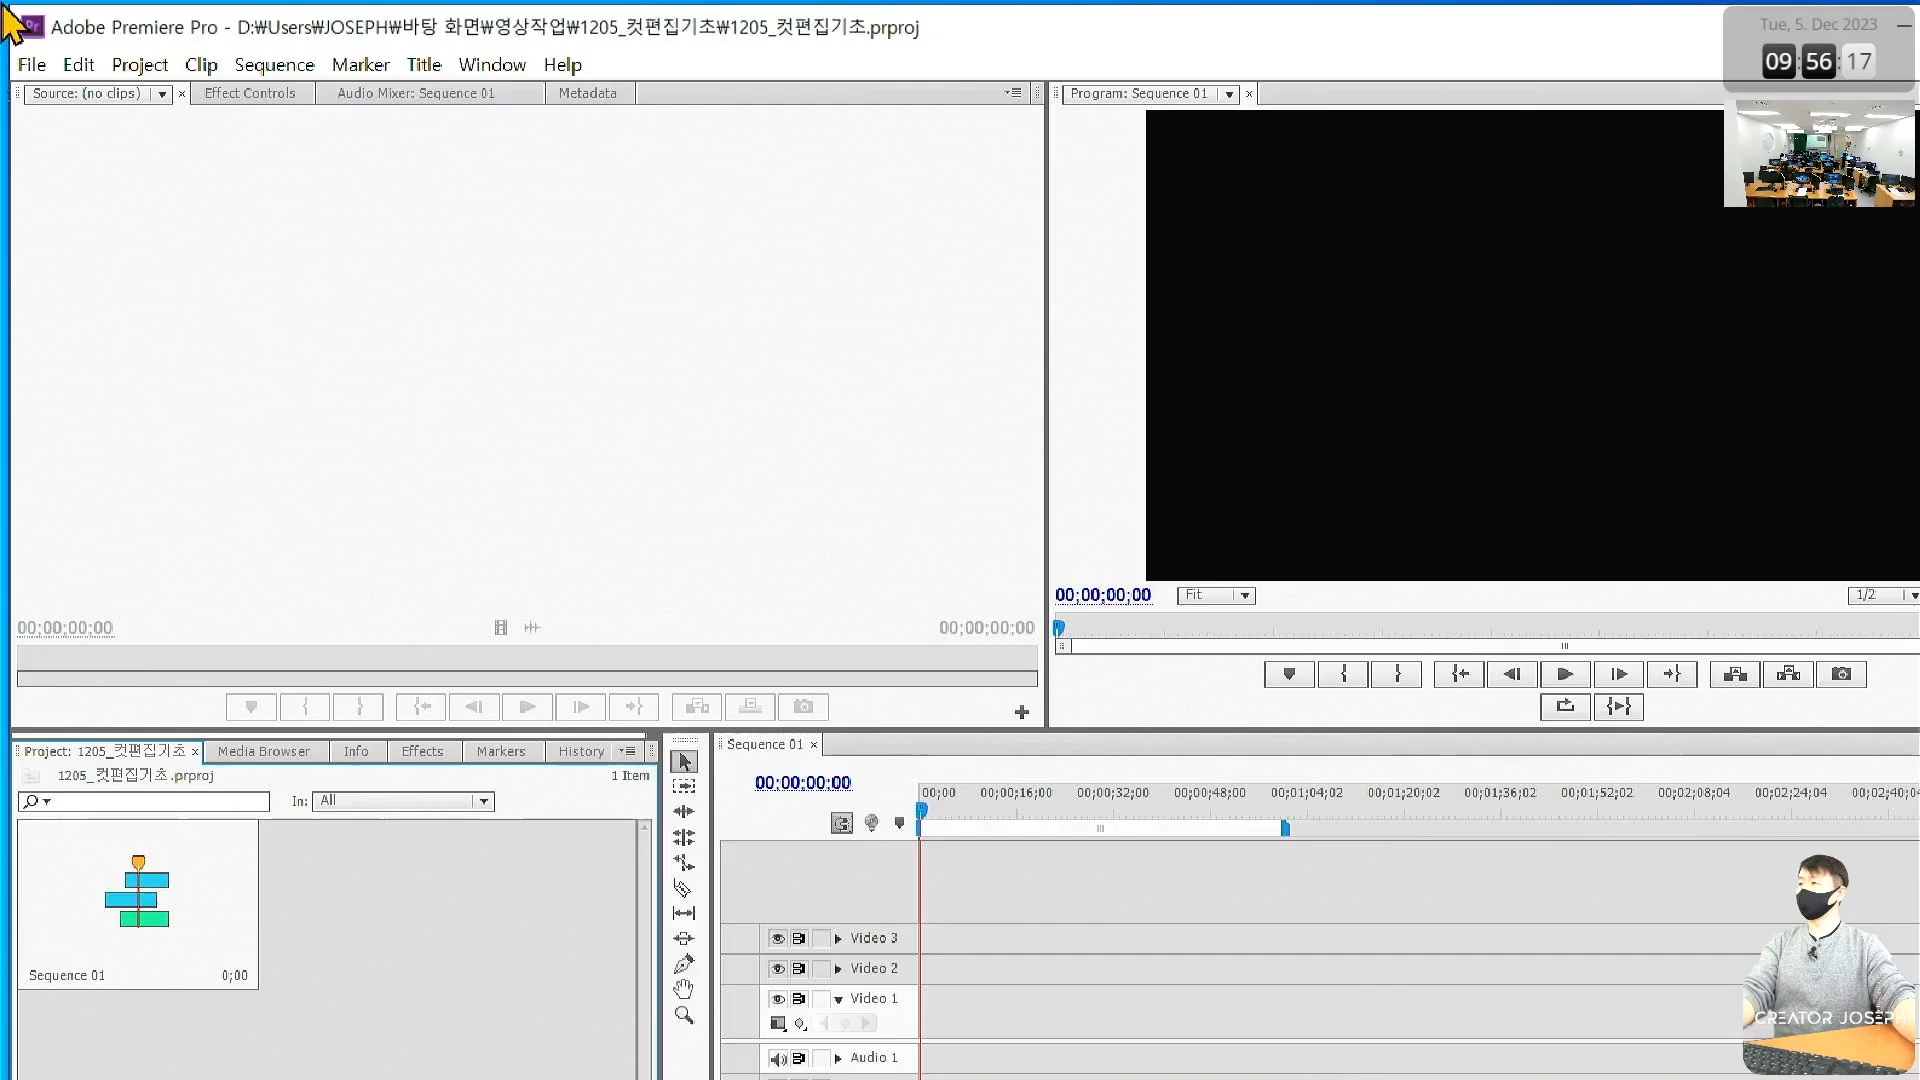 Adobe Premiere Pro - D:₩Users₩JOSEPH₩바탕 화면₩영상작업₩1205_컷편집기초₩1205_컷편집기초.prproj
Tue, 5. Dec 2023
09:56:17
File Edit Project Clip Sequence Marker Title Window Help
Source: (no clips) Effect Controls Audio Mixer: Sequence 01 Metadata
Program: Sequence 01
00;00;00;00 Fit 1/2
00;00;00;00 00;00;00;00
Project: 1205_컷편집기초 Media Browser Info Effects Markers History
1205_컷편집기초.prproj 1 Item
In: All
Sequence 01 0;00
Sequence 01
00:00:00:00
00;00 00;00;16;00 00;00;32;00 00;00;48;00 00;01;04;02 00;01;20;02 00;01;36;02 00;01;52;02 00;02;08;04 00;02;24;04 00;02;40;04
Video 3
Video 2
Video 1
Audio 1
CREATOR JOSEPH